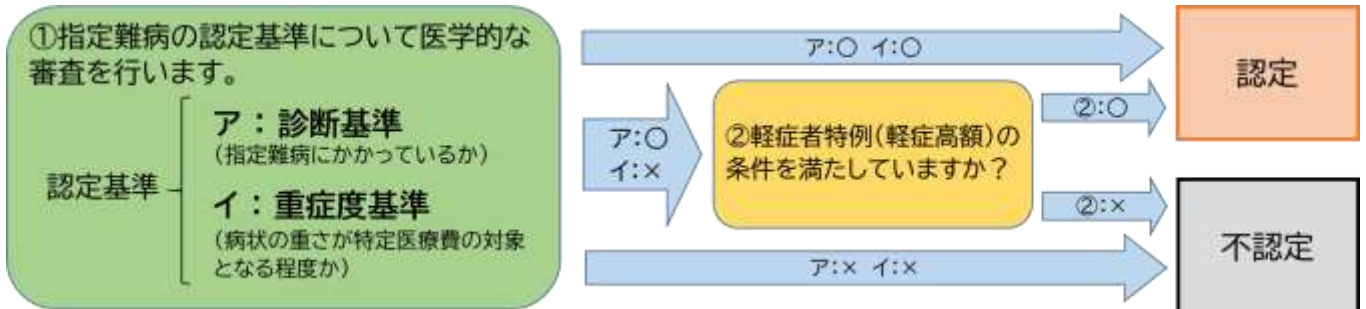 ①指定難病の認定基準について医学的な
審査を行います。
認定基準
ア：診断基準
（指定難病にかかっているか）
イ：重症度基準
（病状の重さが特定医療費の対象
となる程度か）
ア：○ イ：○
ア：○
イ：×
②軽症者特例（軽症高額）の
条件を満たしていますか？
②：○
②：×
ア：× イ：×
認定
不認定